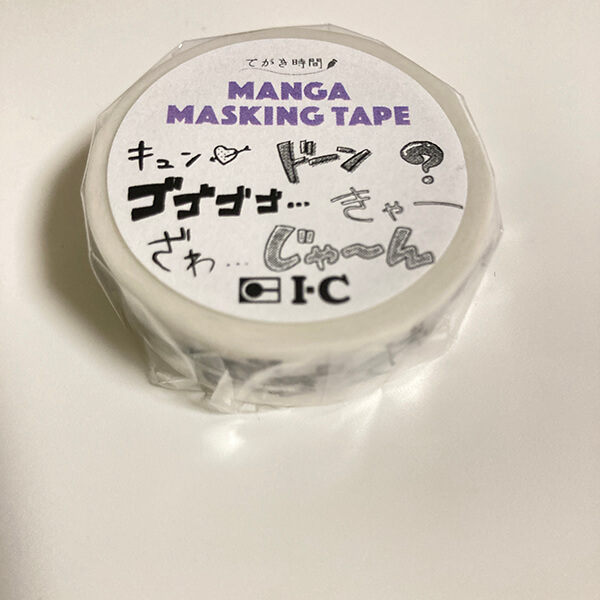 でがき時間
MANGA
MASKING TAPE
キュン ドーン ?
ゴゴゴゴ... きゃー
ざわ... じゃ〜ん
I·C